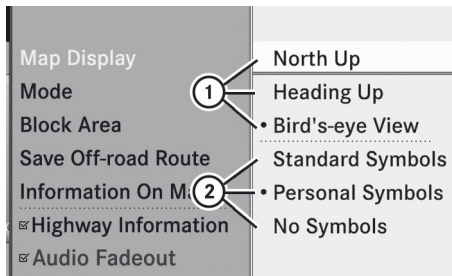 Map Display
Mode
Block Area
Save Off-road Route
Information On
Highway Information
Audio Fadeout
1
2
North Up
Heading Up
• Bird's-eye View
Standard Symbols
• Personal Symbols
No Symbols